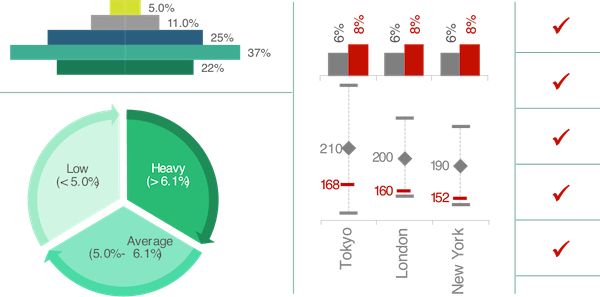 5.0%
11.0%
25%
37%
22%
Low
(< 5.0%)
Heavy
(> 6.1%)
Average
(5.0%- 6.1%)
6% 8% 6% 8% 6% 8%
210 200 190
168 160 152
Tokyo London New York